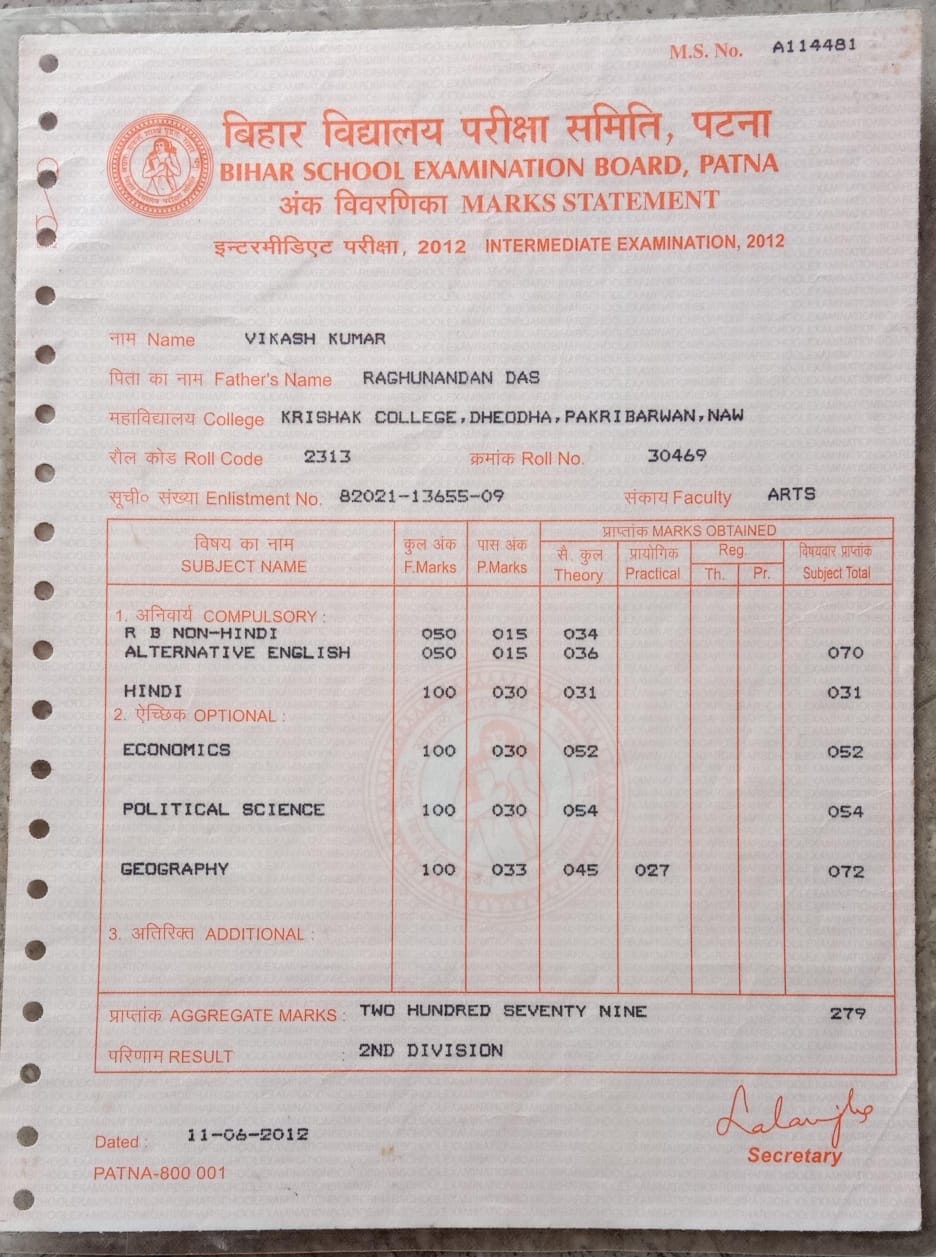 M.S. No. A114481
बिहार विद्यालय परीक्षा समिति, पटना
BIHAR SCHOOL EXAMINATION BOARD, PATNA
अंक विवरणिका MARKS STATEMENT
इन्टरमीडिएट परीक्षा, 2012 INTERMEDIATE EXAMINATION, 2012
नाम Name VIKASH KUMAR
पिता का नाम Father's Name RAGHUNANDAN DAS
महाविद्यालय College KRISHAK COLLEGE,DHEODHA,PAKRIBARWAN,NAW
रौल कोड Roll Code 2313 क्रमांक Roll No. 30469
सूची० संख्या Enlistment No. 82021-13655-09 संकाय Faculty ARTS
विषय का नाम SUBJECT NAME कुल अंक F.Marks पास अंक P.Marks प्राप्तांक MARKS OBTAINED
सै. कुल Theory प्रायोगिक Practical Reg. Th. Pr. विषयवार प्राप्तांक Subject Total
1. अनिवार्य COMPULSORY :
R B NON-HINDI 050 015 034
ALTERNATIVE ENGLISH 050 015 036 070
HINDI 100 030 031 031
2. ऐच्छिक OPTIONAL :
ECONOMICS 100 030 052 052
POLITICAL SCIENCE 100 030 054 054
GEOGRAPHY 100 033 045 027 072
3. अतिरिक्त ADDITIONAL :
प्राप्तांक AGGREGATE MARKS : TWO HUNDRED SEVENTY NINE 279
परिणाम RESULT : 2ND DIVISION
Dated : 11-06-2012
Secretary
PATNA-800 001